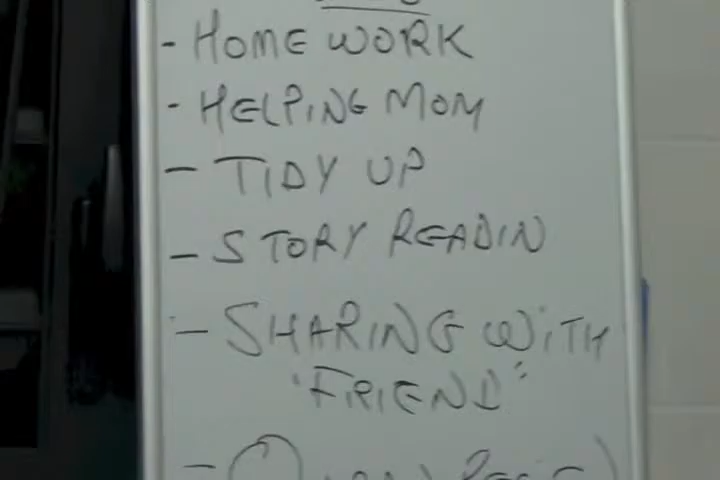 - HOME WORK
- HELPING MOM
- TIDY UP
- STORY READIN
- SHARING WITH
"FRIEND"